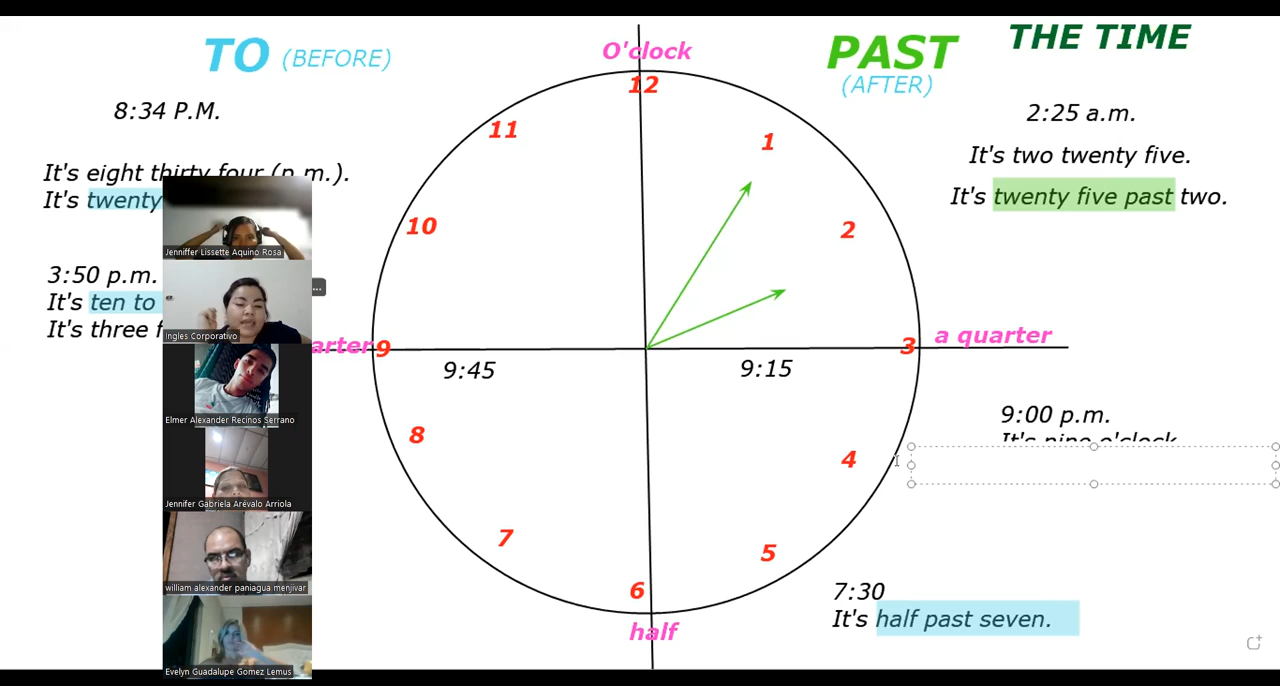 TO (BEFORE)
8:34 P.M.
It's eight thirty four (p.m.).
It's twenty
3:50 p.m.
It's ten to
It's three
O'clock
12
11
1
10
2
arter
9
3
a quarter
9:45
9:15
8
4
7
5
6
half
PAST
(AFTER)
THE TIME
2:25 a.m.
It's two twenty five.
It's twenty five past two.
9:00 p.m.
It's nine o'clock
7:30
It's half past seven.
Jenniffer Lissette Aquino Rosa
...
Ingles Corporativo
Elmer Alexander Recinos Serrano
Jennifer Gabriela Arévalo Arriola
william alexander paniagua menjivar
Evelyn Guadalupe Gomez Lemus